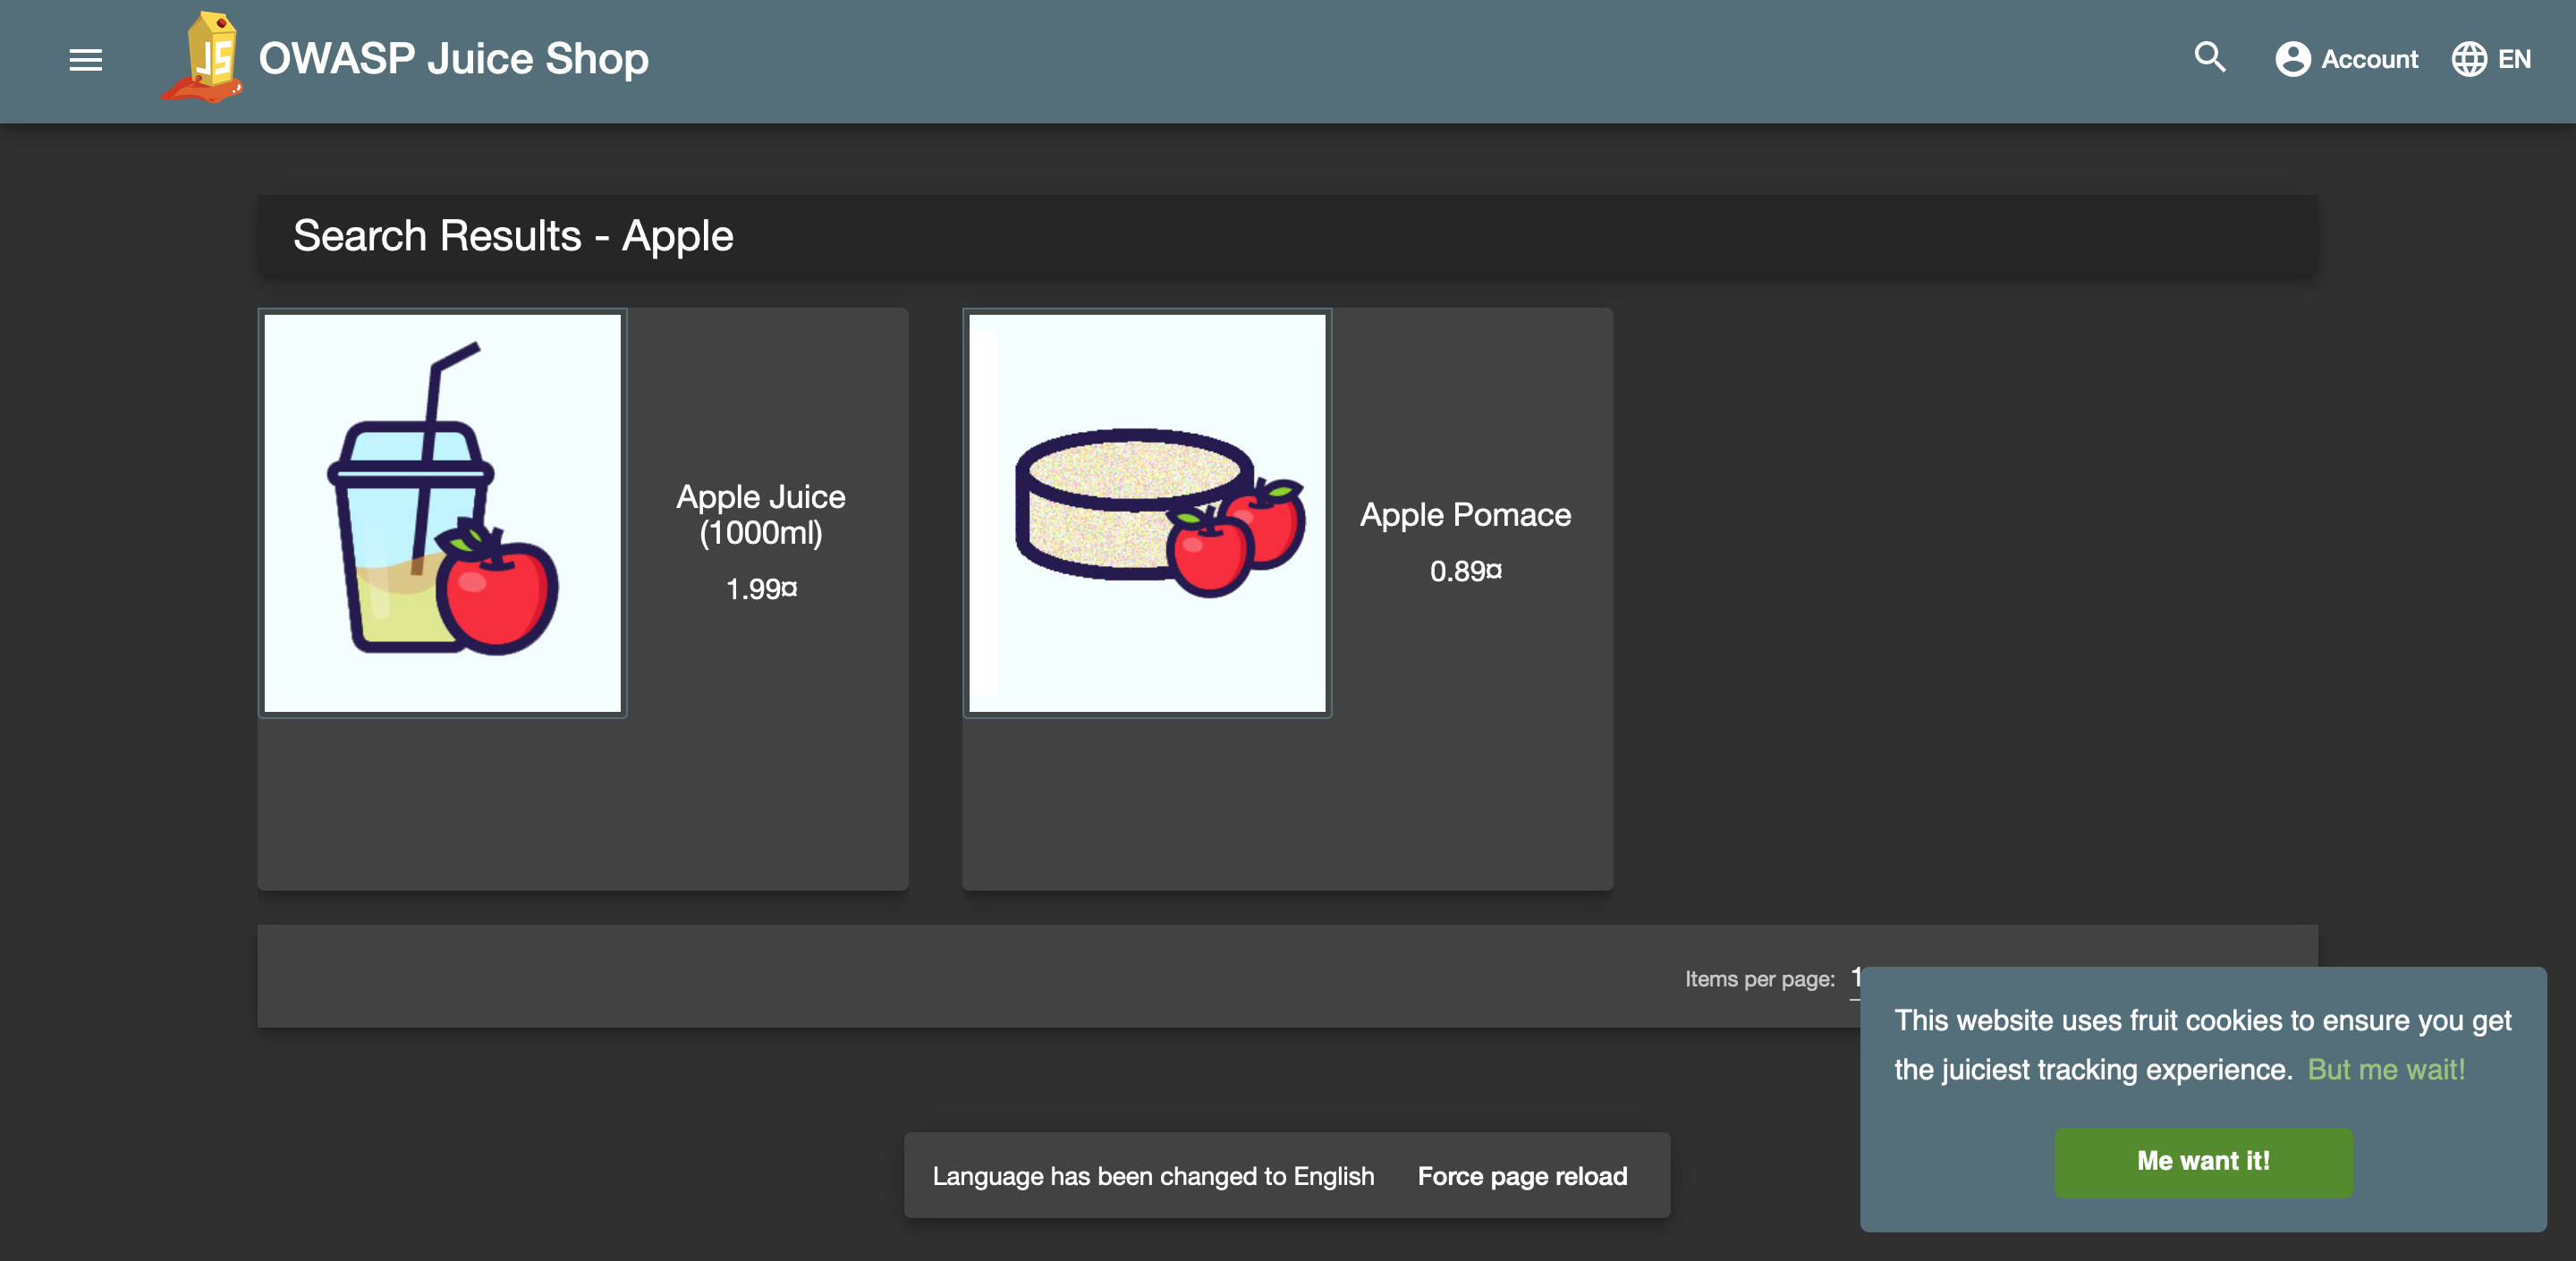 JS
OWASP Juice Shop
Account
EN
Search Results - Apple
Apple Juice
(1000ml)
1.99¤
Apple Pomace
0.89¤
Items per page:
This website uses fruit cookies to ensure you get
the juiciest tracking experience. But me wait!
Me want it!
Language has been changed to English Force page reload